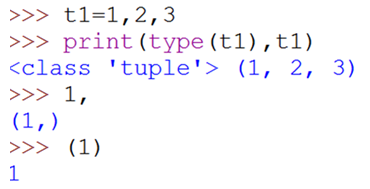 >>> t1=1,2,3
>>> print(type(t1),t1)
<class 'tuple'> (1, 2, 3)
>>> 1,
(1,)
>>> (1)
1